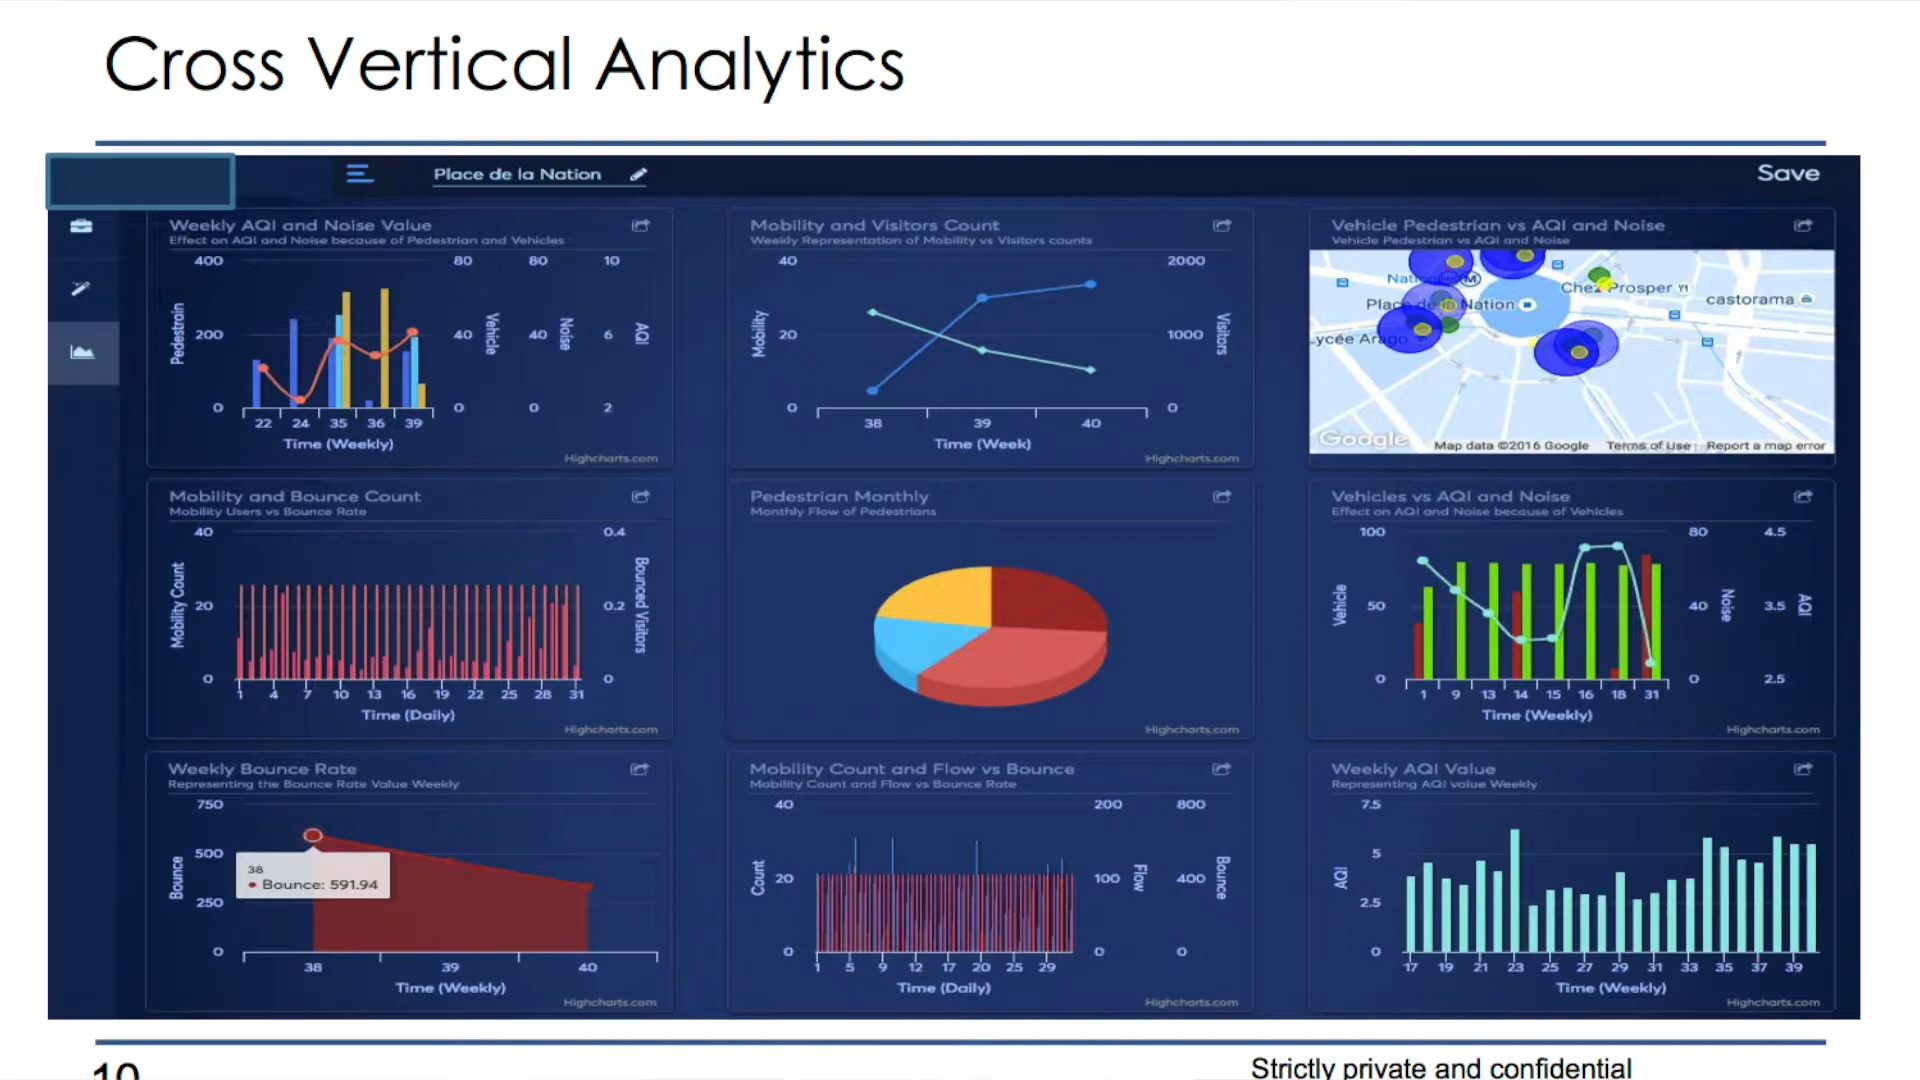 Cross Vertical Analytics
Place de la Nation
Save
Weekly AQI and Noise Value
Effect on AQI and Noise because of Pedestrian and Vehicles
400 80 80 10
200 40 40 6
0 0 0 2
Pedestrain
Vehicle
Noise
AQI
22 24 35 36 39
Time (Weekly)
Highcharts.com
Mobility and Visitors Count
Weekly Representation of Mobility vs Visitors counts
40 2000
20 1000
0 0
Mobility
Visitors
38 39 40
Time (Week)
Highcharts.com
Vehicle Pedestrian vs AQI and Noise
Vehicle Pedestrian vs AQI and Noise
Chez Prosper
castorama
Place de la Nation
Google
Map data ©2016 Google Terms of Use Report a map error
Mobility and Bounce Count
Mobility Users vs Bounce Rate
40 0.4
20 0.2
0 0
Mobility Count
Bounced Visitors
1 4 7 10 13 16 19 22 25 28 31
Time (Daily)
Highcharts.com
Pedestrian Monthly
Monthly Flow of Pedestrians
Highcharts.com
Vehicles vs AQI and Noise
Effect on AQI and Noise because of Vehicles
100 80 4.5
50 40 3.5
0 0 2.5
Vehicle
Noise
AQI
1 9 13 14 15 16 18 31
Time (Weekly)
Highcharts.com
Weekly Bounce Rate
Representing the Bounce Rate Value Weekly
750
500
250
0
Bounce
38
Bounce: 591.94
38 39 40
Time (Weekly)
Highcharts.com
Mobility Count and Flow vs Bounce
Mobility Count and Flow vs Bounce Rate
40 200 800
20 100 400
0 0 0
Count
Flow
Bounce
1 5 9 12 17 20 25 29
Time (Daily)
Highcharts.com
Weekly AQI Value
Representing AQI value Weekly
7.5
5
2.5
0
AQI
17 19 21 23 25 27 29 31 33 35 37 39
Time (Weekly)
Highcharts.com
10
Strictly private and confidential